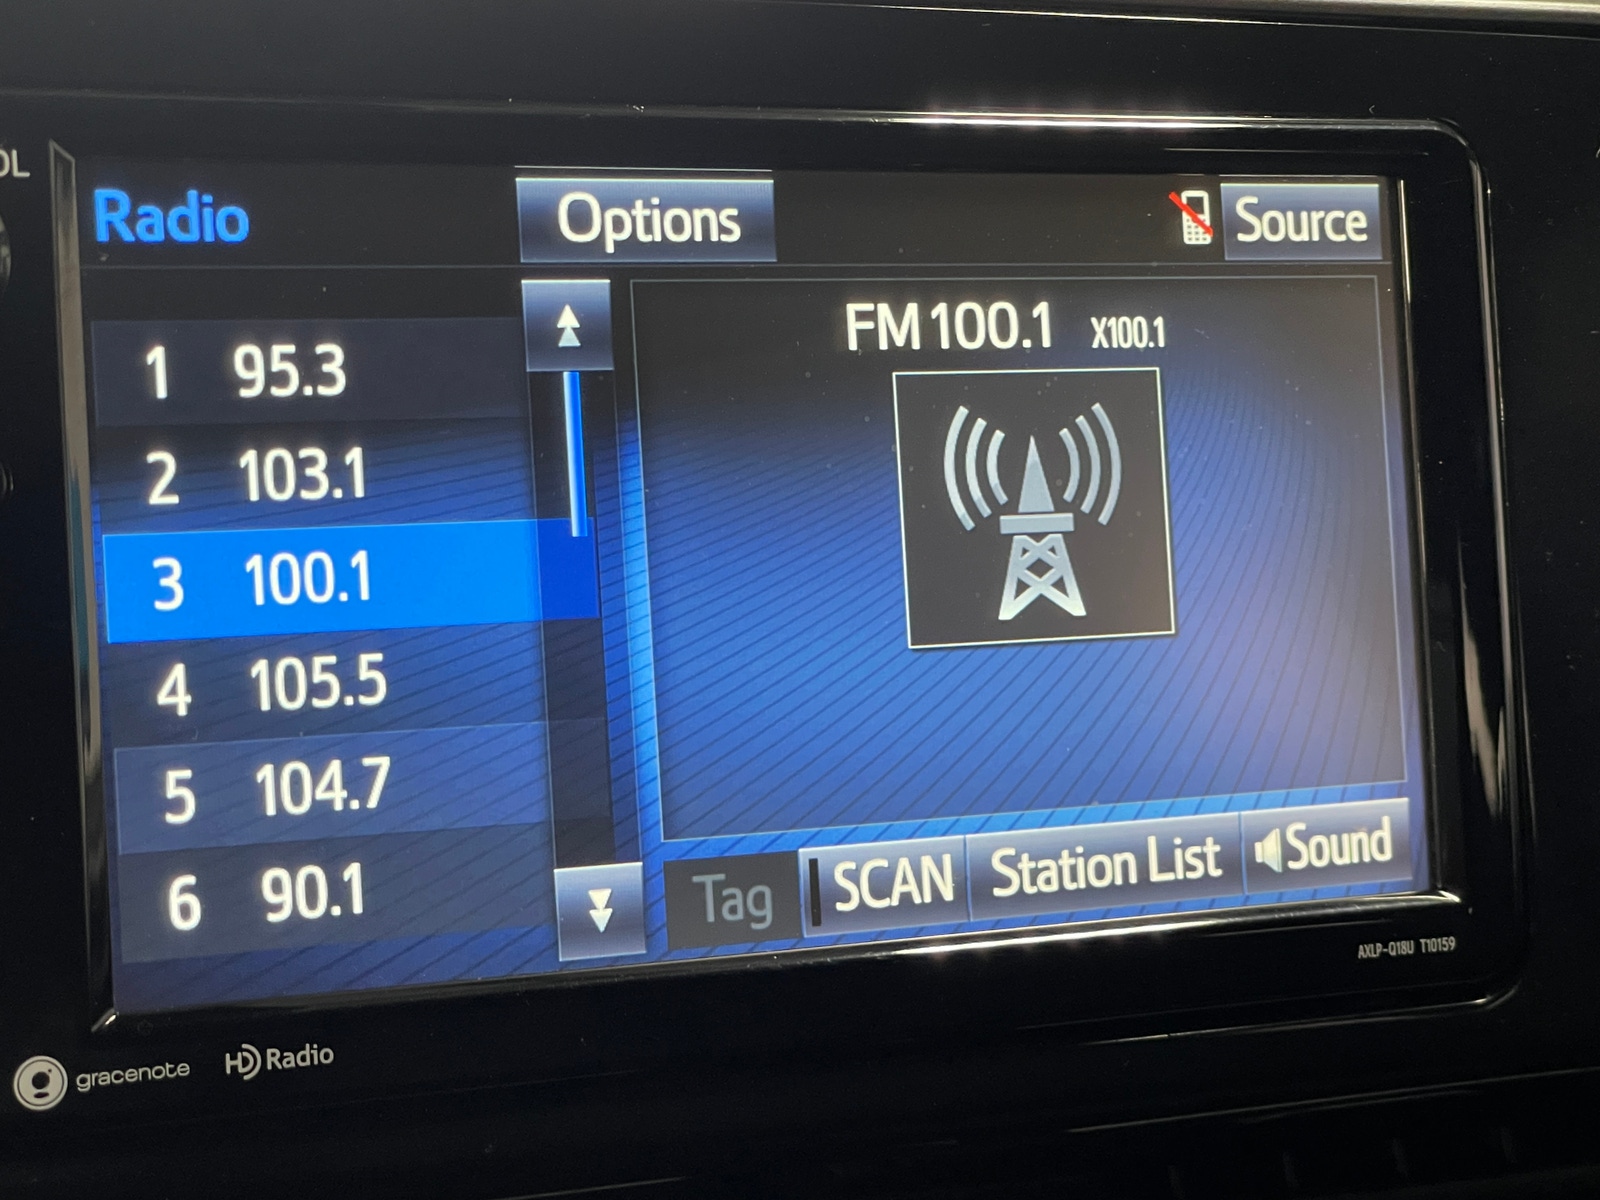 Radio
Options
Source
1 95.3
2 103.1
3 100.1
4 105.5
5 104.7
6 90.1
FM 100.1 X100.1
Tag
SCAN
Station List
Sound
AXLP-Q18U T10159
gracenote
HD Radio